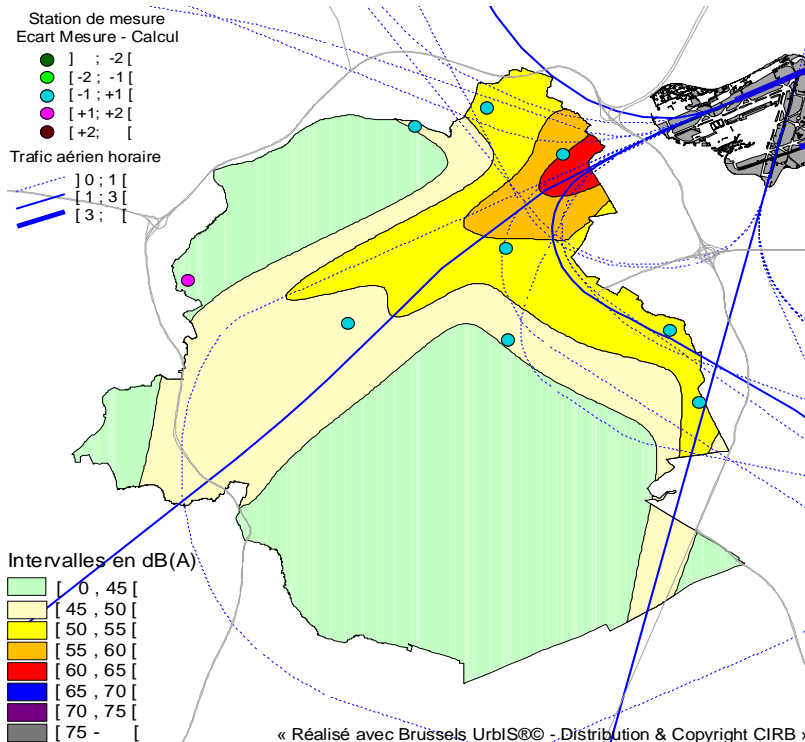 Station de mesure
Ecart Mesure - Calcul
] ; -2 [
[ -2 ; -1 [
[ -1 ; +1 [
[ +1; +2 [
[ +2; [
Trafic aérien horaire
] 0 ; 1 [
[ 1 ; 3 [
[ 3 ; [
Intervalles en dB(A)
[ 0 , 45 [
[ 45 , 50 [
[ 50 , 55 [
[ 55 , 60 [
[ 60 , 65 [
[ 65 , 70 [
[ 70 , 75 [
[ 75 - [
« Réalisé avec Brussels UrbIS®© - Distribution & Copyright CIRB »